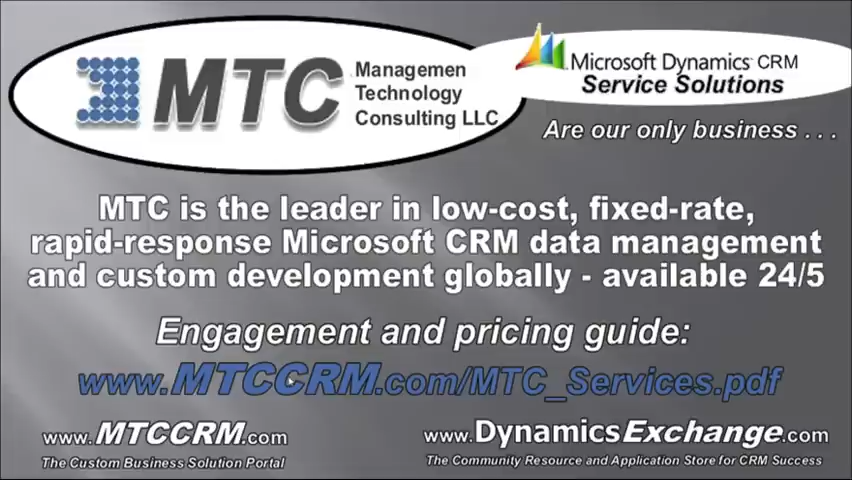 MTC
Managemen
Technology
Consulting LLC
Microsoft Dynamics CRM
Service Solutions
Are our only business . . .
MTC is the leader in low-cost, fixed-rate,
rapid-response Microsoft CRM data management
and custom development globally - available 24/5
Engagement and pricing guide:
www.MTCCRM.com/MTC_Services.pdf
www.MTCCRM.com
The Custom Business Solution Portal
www.DynamicsExchange.com
The Community Resource and Application Store for CRM Success